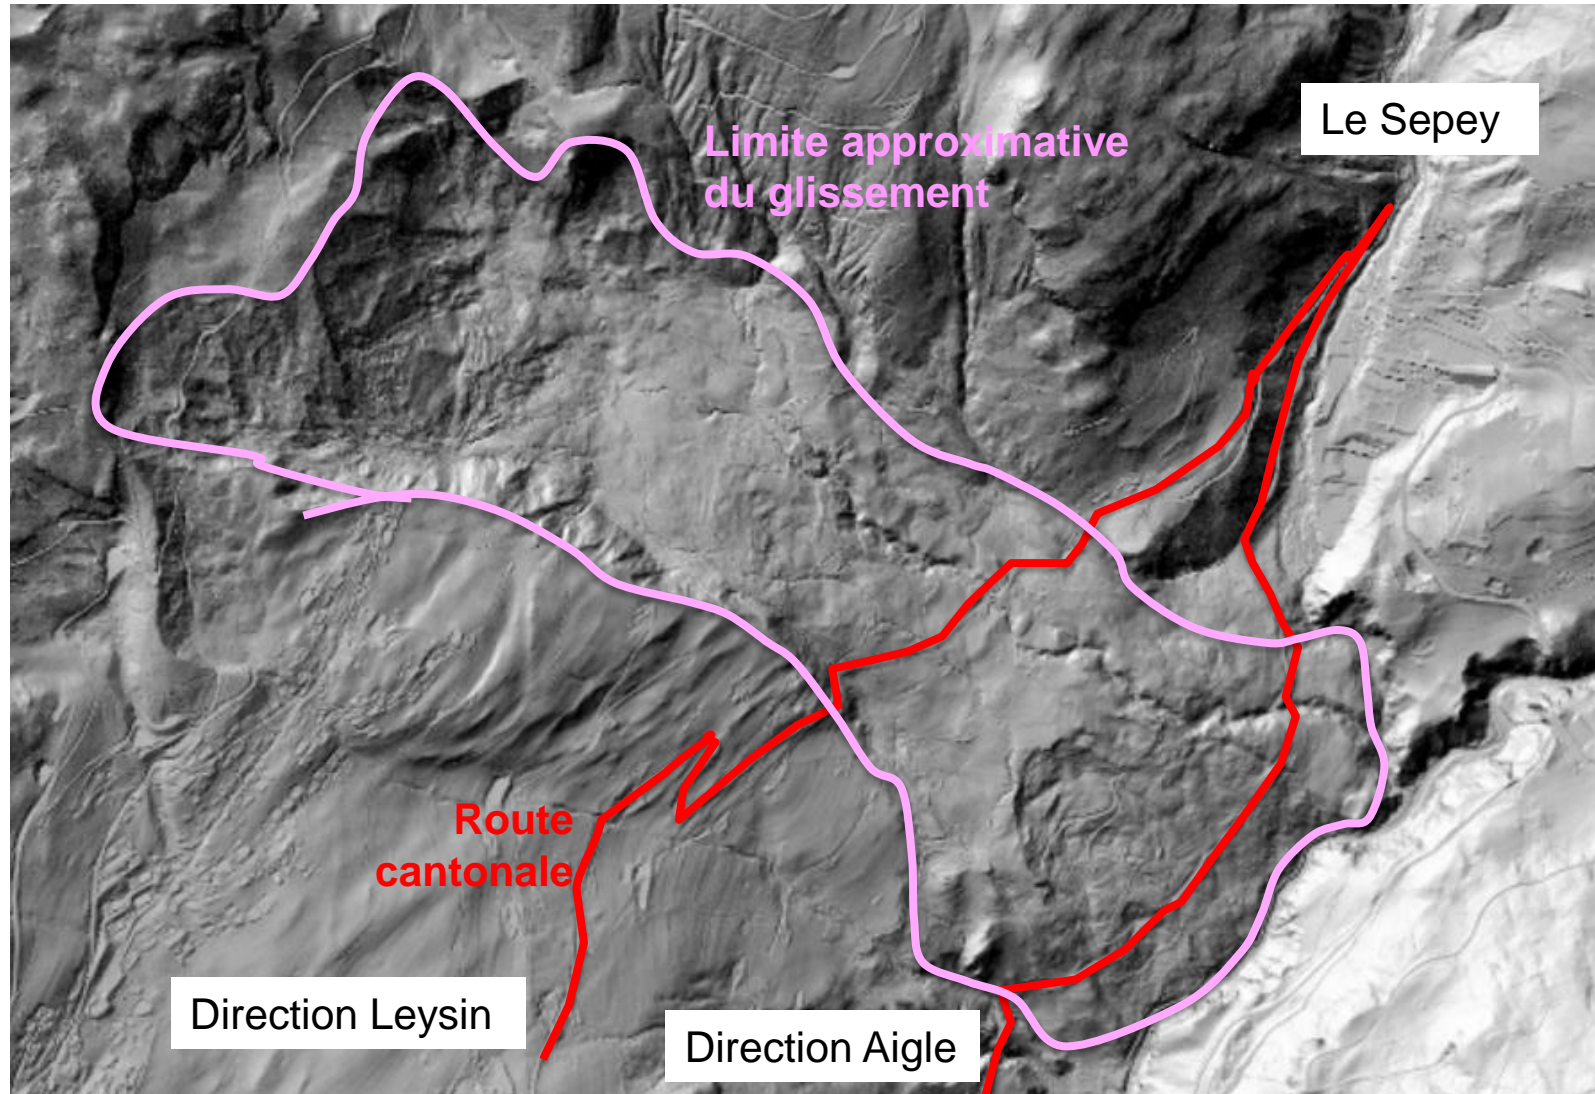 Le Sepey
Limite approximative
du glissement
Route
cantonale
Direction Leysin
Direction Aigle